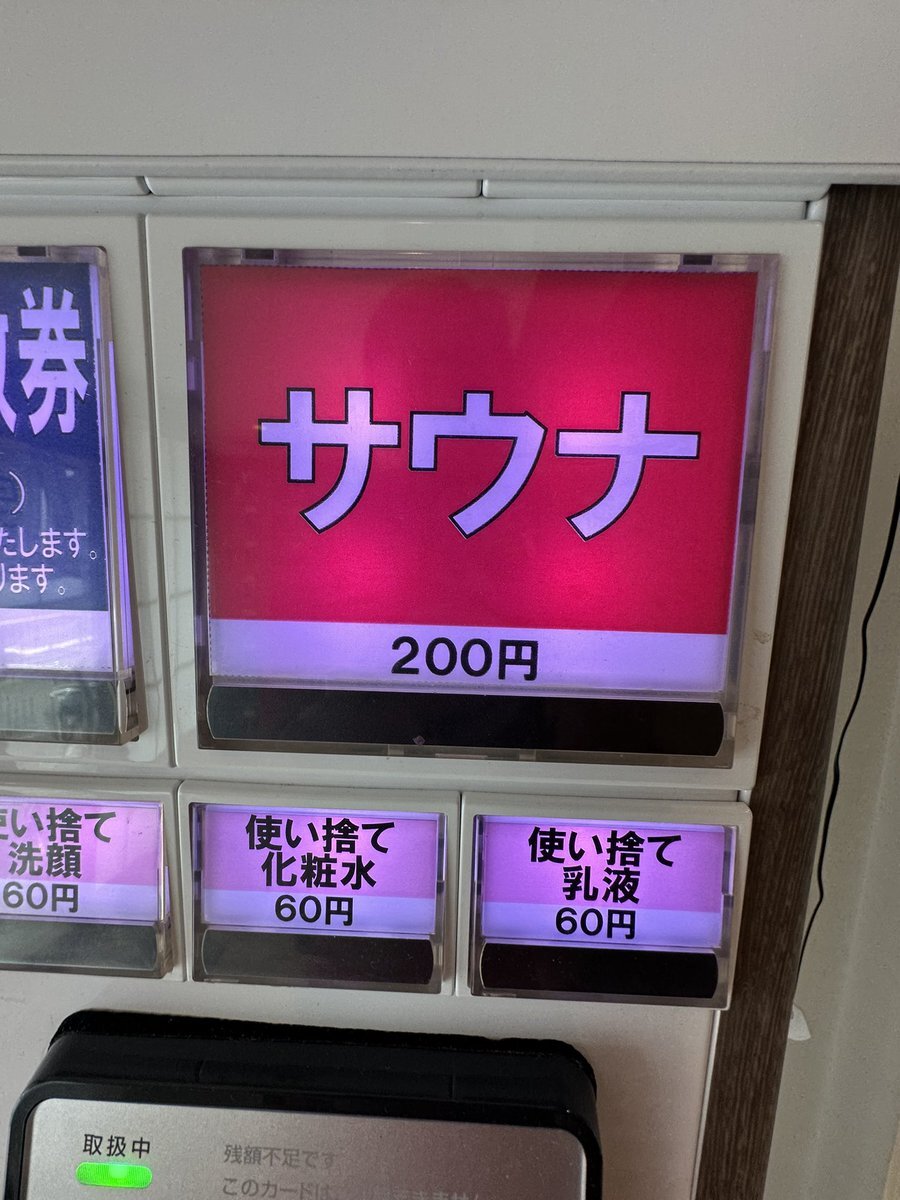 券
）
たします。
ります。
サウナ
200円
い捨て
洗顔
60円
使い捨て
化粧水
60円
使い捨て
乳液
60円
取扱中
残額不足です
このカードは